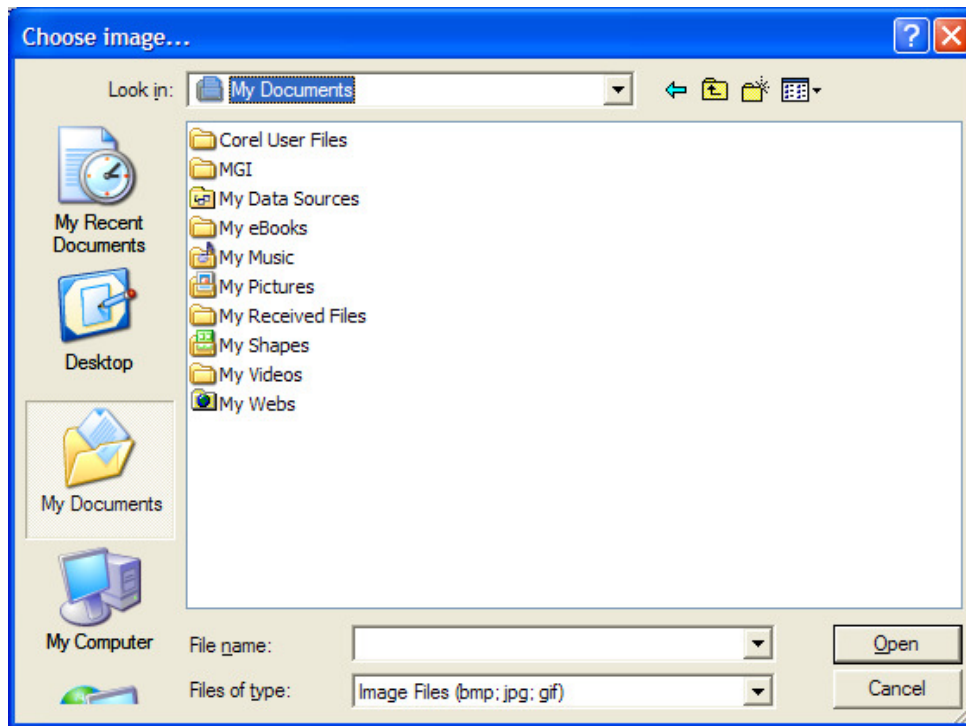 Choose image...
Look in:
My Documents
My Recent
Documents
Desktop
My Documents
My Computer
Corel User Files
MGI
My Data Sources
My eBooks
My Music
My Pictures
My Received Files
My Shapes
My Videos
My Webs
File name:
Open
Files of type:
Image Files (bmp; jpg; gif)
Cancel